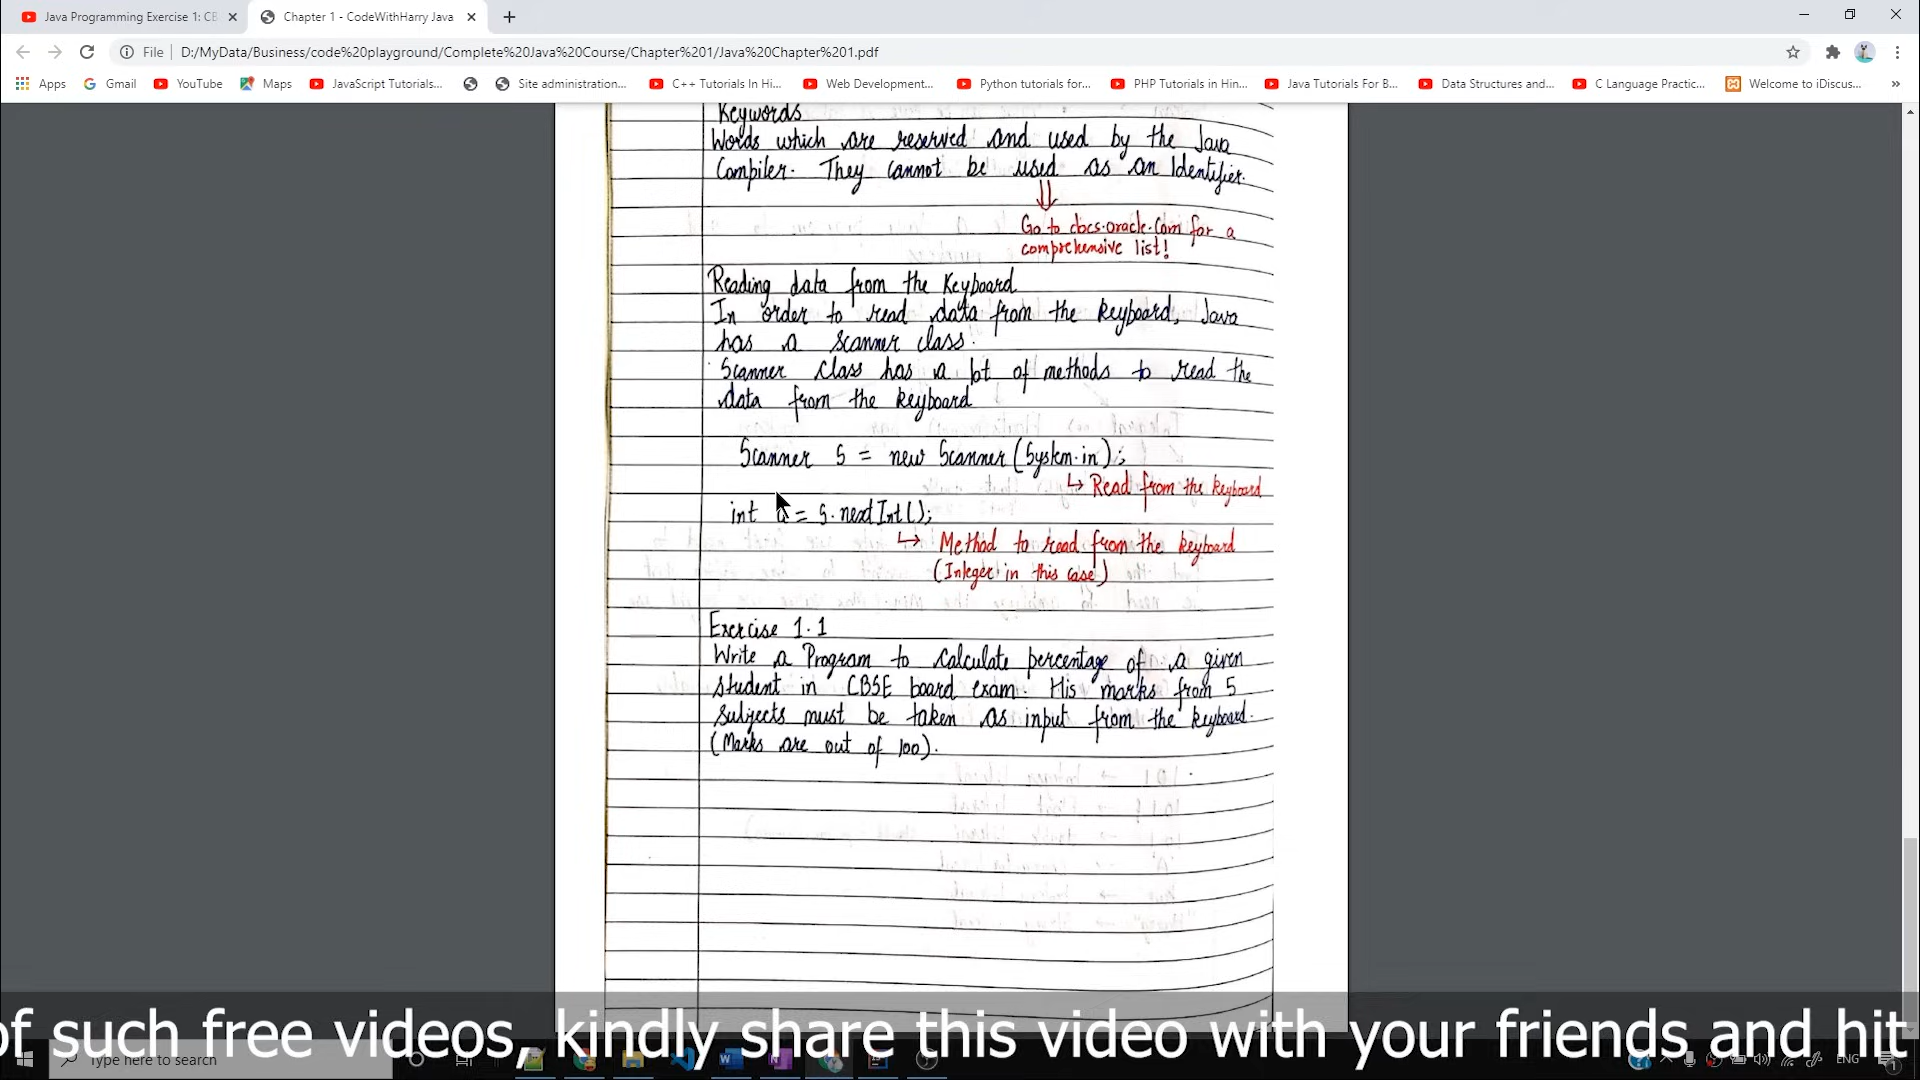 Java Programming Exercise 1: CB
Chapter 1 - CodeWithHarry Java
File
D:/MyData/Business/code%20playground/Complete%20Java%20Course/Chapter%201/Java%20Chapter%201.pdf
Apps
Gmail
YouTube
Maps
JavaScript Tutorials...
Site administration...
C++ Tutorials In Hi...
Web Development...
Python tutorials for...
PHP Tutorials in Hin...
Java Tutorials For B...
Data Structures and...
C Language Practic...
Welcome to iDiscus...
Keywords
Words which are reserved and used by the Java
Compiler. They cannot be used as an Identifier.
Go to docs.oracle.com for a
comprehensive list!
Reading data from the Keyboard
In order to read data from the keyboard, Java
has a scanner class.
Scanner class has a lot of methods to read the
data from the keyboard
Scanner S = new Scanner(System.in);
Read from the keyboard
int a = S.nextInt();
Method to read from the keyboard
(Integer in this case)
Exercise 1.1
Write a Program to calculate percentage of a given
student in CBSE board exam. His marks from 5
Subjects must be taken as input from the keyboard.
(Marks are out of 100).
of such free videos, kindly share this video with your friends and hit
Type here to search
ENG